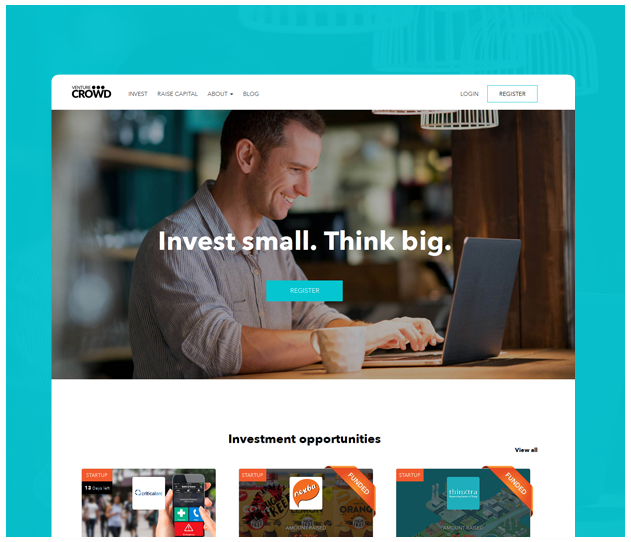 VENTURE
CROWD
INVEST
RAISE CAPITAL
ABOUT
BLOG
LOGIN
REGISTER
Invest small. Think big.
REGISTER
Investment opportunities
View all
STARTUP
13 Days left
STARTUP
nexba
FUNDED
AMOUNT RAISED
STARTUP
thinxtra
FUNDED
AMOUNT RAISED